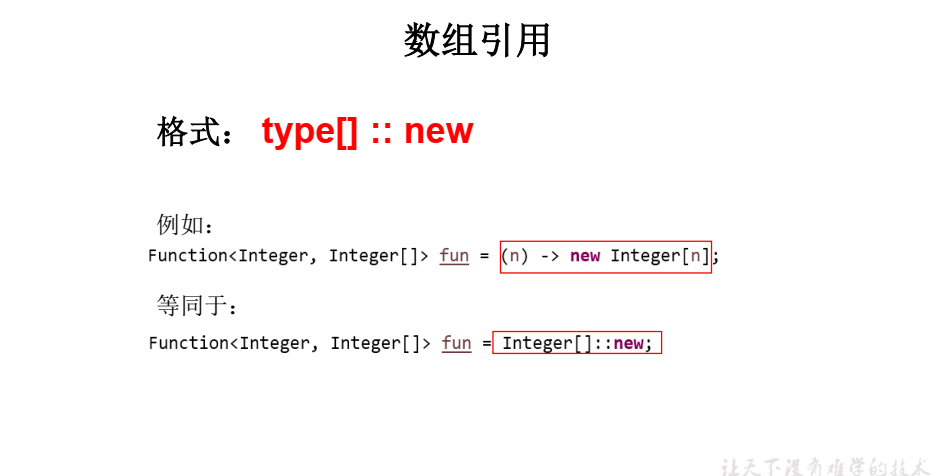 数组引用
格式： type[] :: new
例如：
Function<Integer, Integer[]> fun = (n) -> new Integer[n];
等同于：
Function<Integer, Integer[]> fun = Integer[]::new;
让天下没有难学的技术